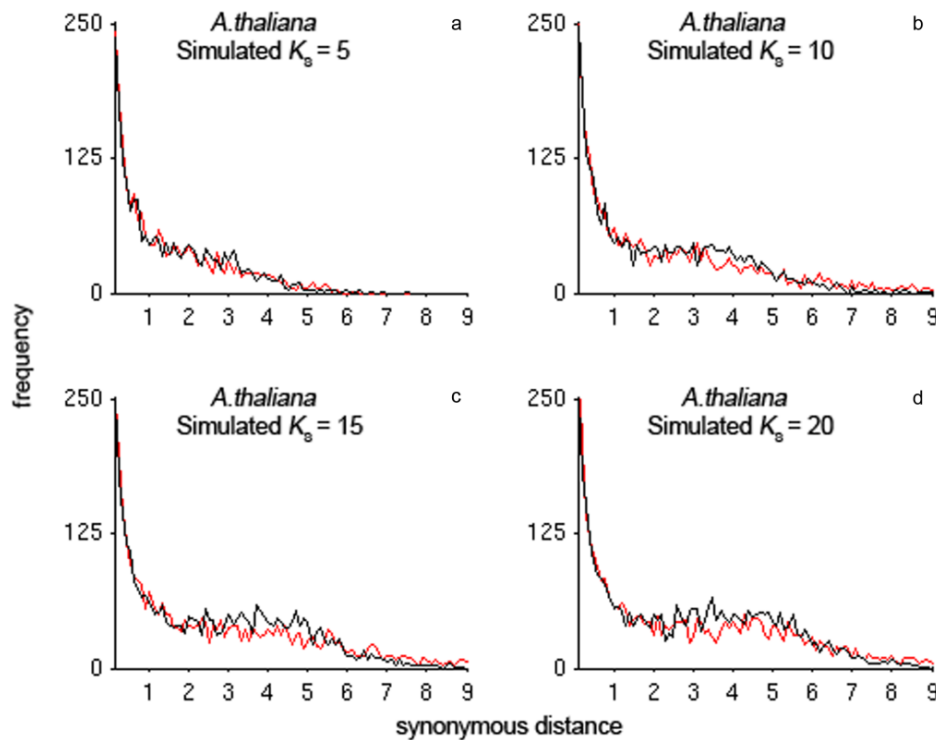 250
125
0
A.thaliana
Simulated Ks = 5
a
1 2 3 4 5 6 7 8 9
250
125
0
A.thaliana
Simulated Ks = 10
b
1 2 3 4 5 6 7 8 9
frequency
250
125
0
A.thaliana
Simulated Ks = 15
c
1 2 3 4 5 6 7 8 9
250
125
0
A.thaliana
Simulated Ks = 20
d
1 2 3 4 5 6 7 8 9
synonymous distance